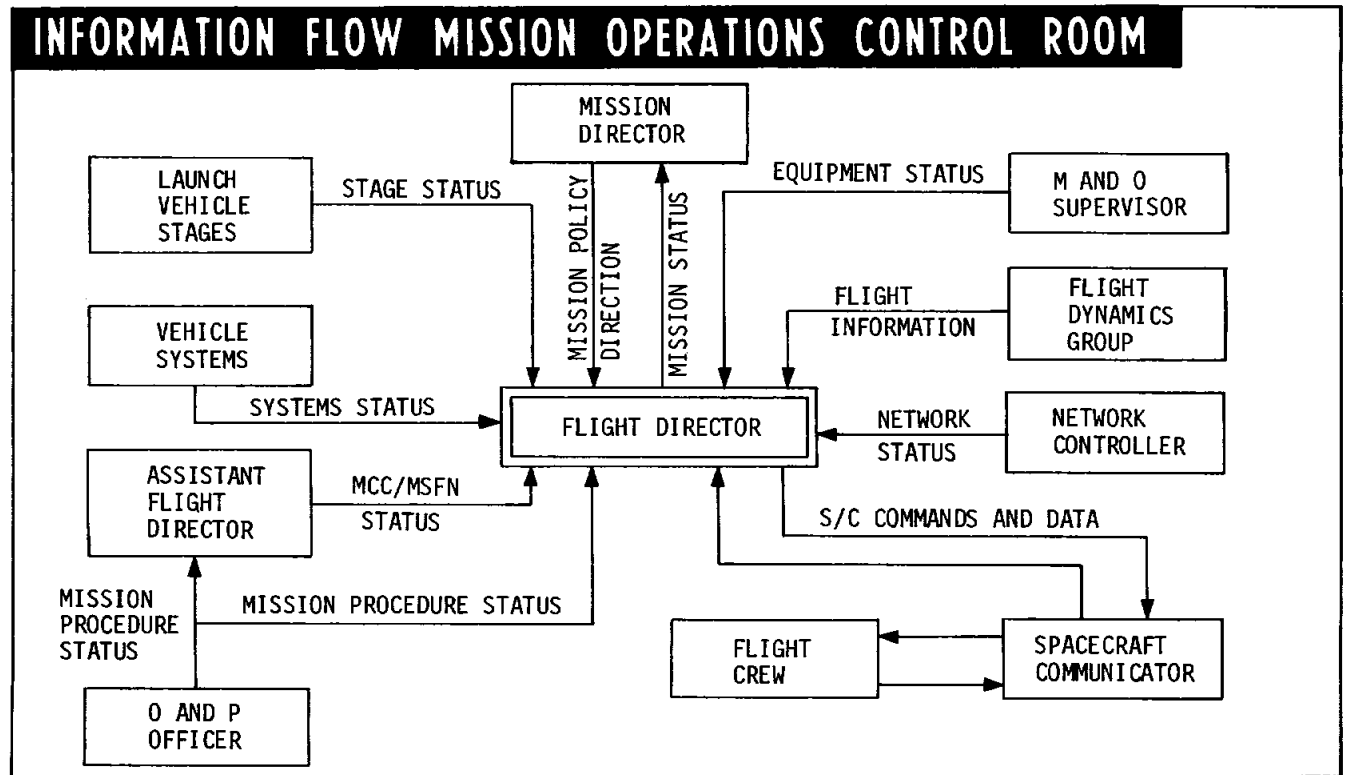 INFORMATION FLOW MISSION OPERATIONS CONTROL ROOM
MISSION
DIRECTOR
LAUNCH
VEHICLE
STAGES
STAGE STATUS
MISSION POLICY
DIRECTION
MISSION STATUS
EQUIPMENT STATUS
M AND O
SUPERVISOR
VEHICLE
SYSTEMS
SYSTEMS STATUS
FLIGHT
INFORMATION
FLIGHT
DYNAMICS
GROUP
FLIGHT DIRECTOR
NETWORK
STATUS
NETWORK
CONTROLLER
ASSISTANT
FLIGHT
DIRECTOR
MCC/MSFN
STATUS
S/C COMMANDS AND DATA
MISSION
PROCEDURE
STATUS
MISSION PROCEDURE STATUS
FLIGHT
CREW
SPACECRAFT
COMMUNICATOR
O AND P
OFFICER